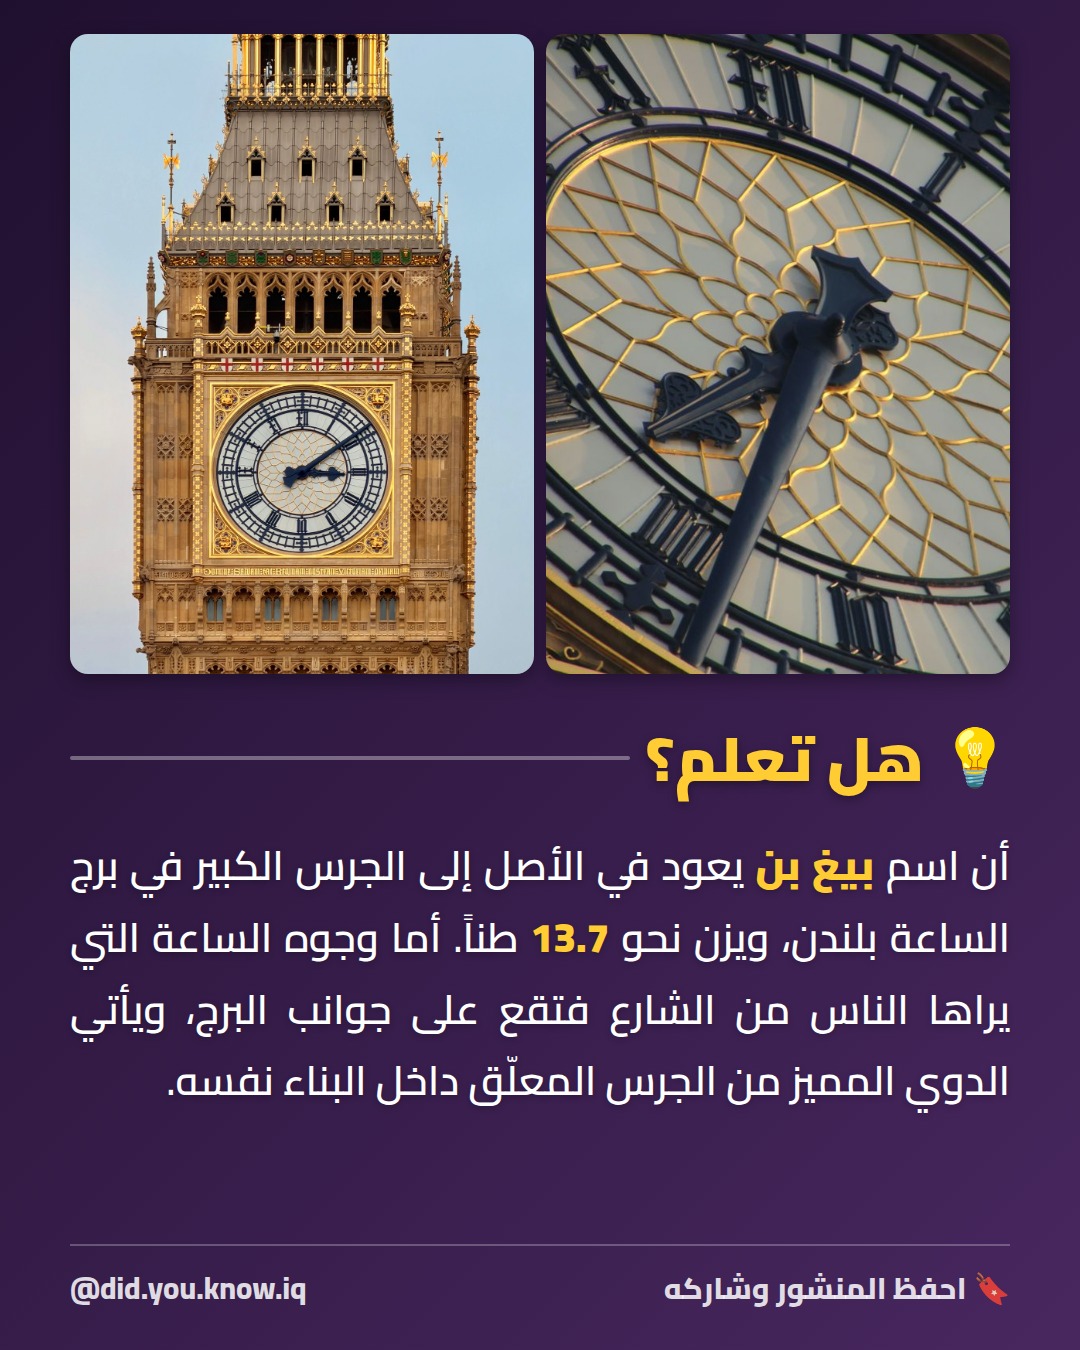 هل تعلم؟
أن اسم بيغ بن يعود في الأصل إلى الجرس الكبير في برج
الساعة بلندن، ويزن نحو 13.7 طناً. أما وجوه الساعة التي
يراها الناس من الشارع فتقع على جوانب البرج، ويأتي
الدوي المميز من الجرس المعلّق داخل البناء نفسه.
احفظ المنشور وشاركه
@did.you.know.iq